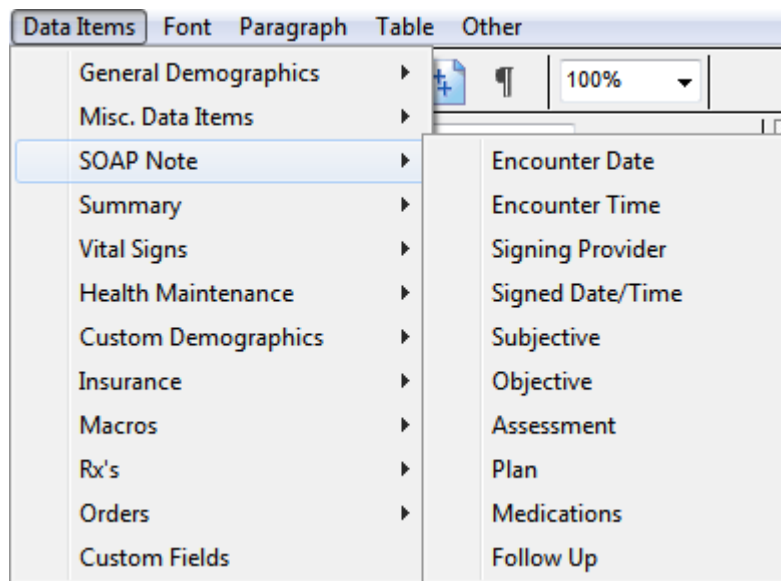 Data Items Font Paragraph Table Other
100%
General Demographics
Misc. Data Items
SOAP Note
Summary
Vital Signs
Health Maintenance
Custom Demographics
Insurance
Macros
Rx's
Orders
Custom Fields
Encounter Date
Encounter Time
Signing Provider
Signed Date/Time
Subjective
Objective
Assessment
Plan
Medications
Follow Up